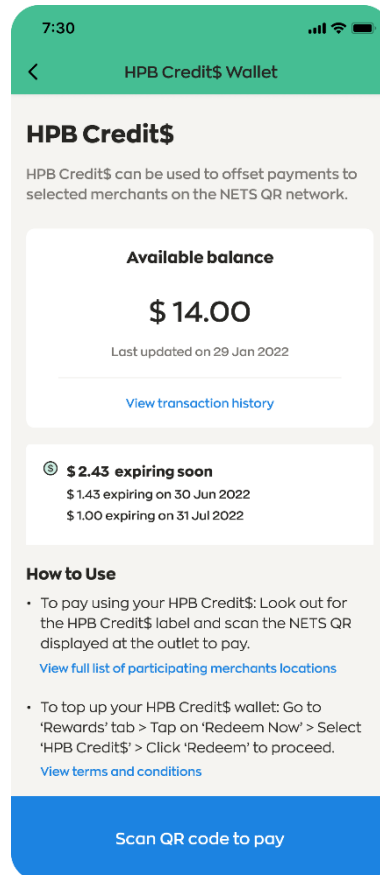 7:30
HPB Credit$ Wallet
HPB Credit$
HPB Credit$ can be used to offset payments to
selected merchants on the NETS QR network.
Available balance
$ 14.00
Last updated on 29 Jan 2022
View transaction history
$ 2.43 expiring soon
$ 1.43 expiring on 30 Jun 2022
$ 1.00 expiring on 31 Jul 2022
How to Use
• To pay using your HPB Credit$: Look out for
the HPB Credit$ label and scan the NETS QR
displayed at the outlet to pay.
View full list of participating merchants locations
• To top up your HPB Credit$ wallet: Go to
‘Rewards’ tab > Tap on ‘Redeem Now’ > Select
‘HPB Credit$’ > Click ‘Redeem’ to proceed.
View terms and conditions
Scan QR code to pay